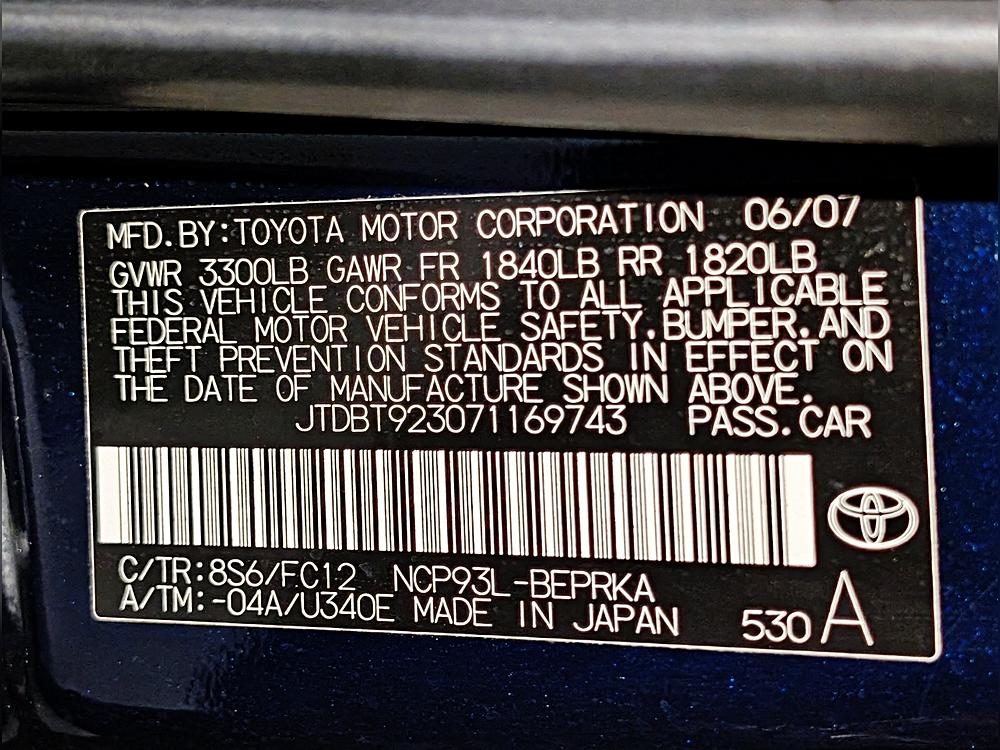 MFD.BY:TOYOTA MOTOR CORPORATION 06/07
GVWR 3300LB GAWR FR 1840LB RR 1820LB
THIS VEHICLE CONFORMS TO ALL APPLICABLE
FEDERAL MOTOR VEHICLE SAFETY,BUMPER,AND
THEFT PREVENTION STANDARDS IN EFFECT ON
THE DATE OF MANUFACTURE SHOWN ABOVE.
JTDBT923071169743 PASS.CAR
C/TR:8S6/FC12 NCP93L-BEPRKA
A/TM:-04A/U340E MADE IN JAPAN 530 A